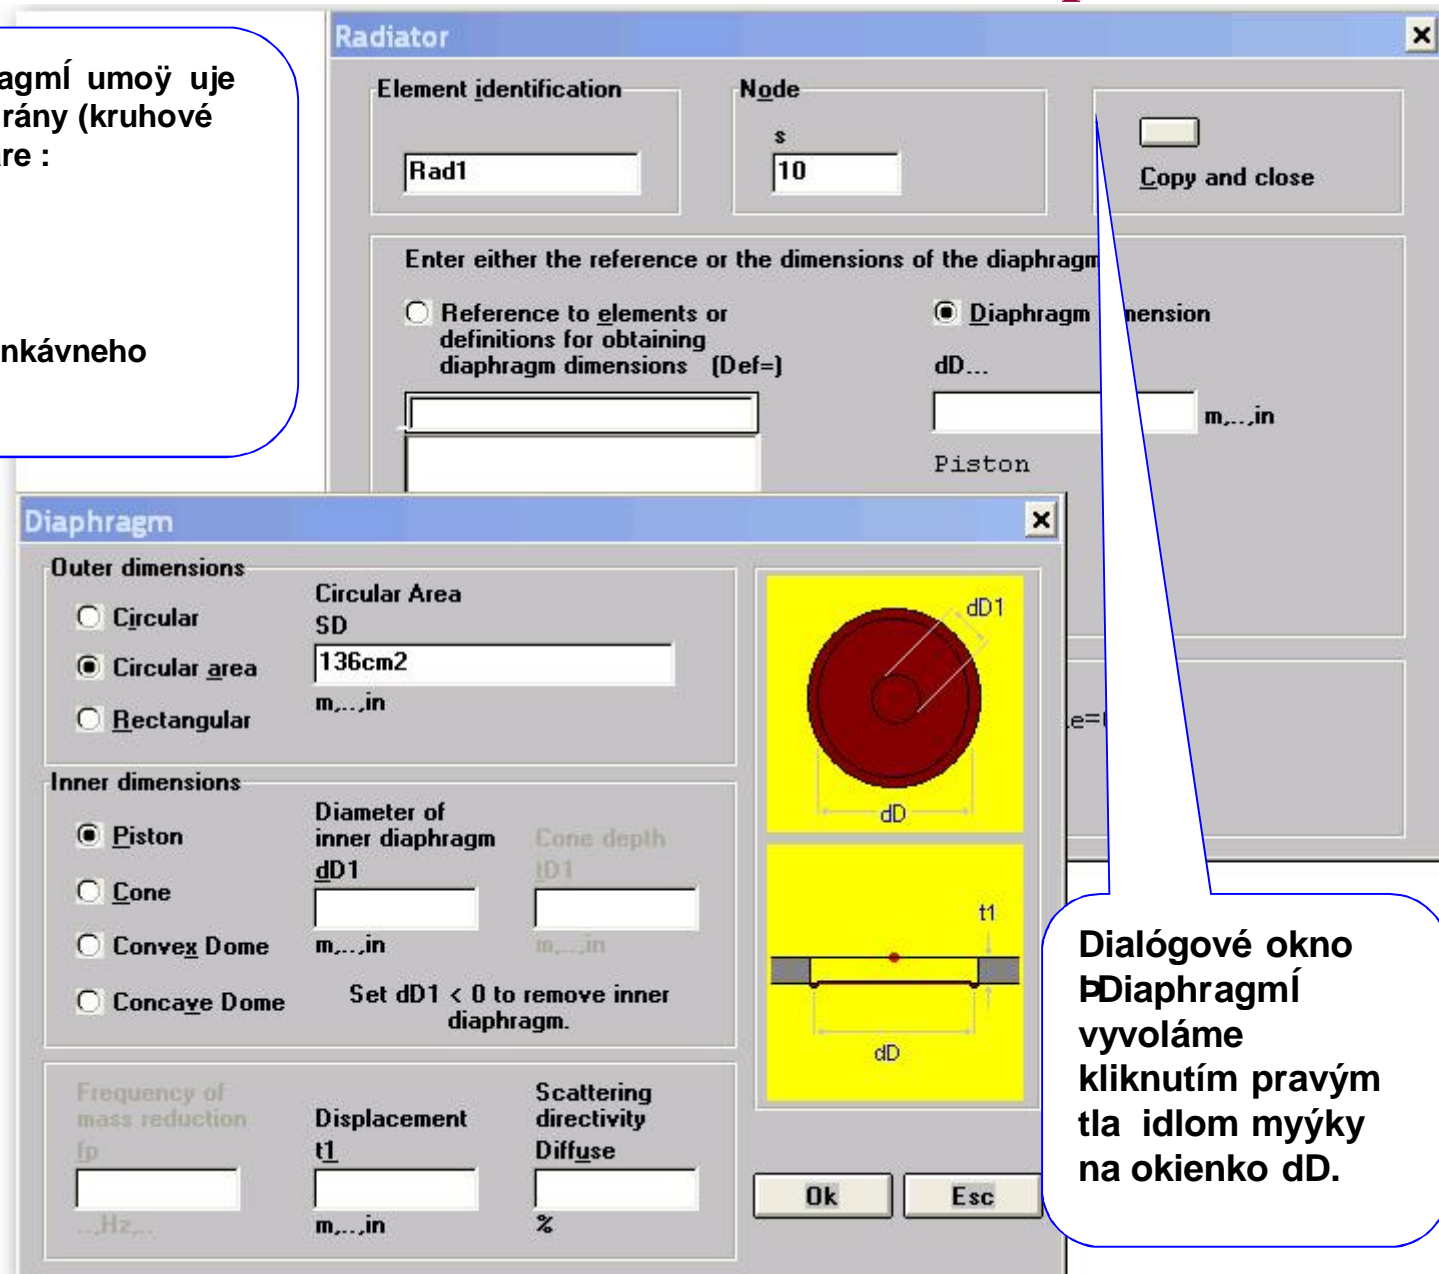 agmÍ umoÿ uje
rány (kruhové
re :
nkávneho
Radiator
Element identification
Rad1
Node
s
10
Copy and close
Enter either the reference or the dimensions of the diaphragm
Reference to elements or
definitions for obtaining
diaphragm dimensions (Def=)
Diaphragm mension
dD...
m,..,in
Piston
e=
Diaphragm
Outer dimensions
Circular
Circular area
Rectangular
Circular Area
SD
136cm2
m,..,in
Inner dimensions
Piston
Cone
Convex Dome
Concave Dome
Diameter of
inner diaphragm
dD1
m,..,in
Cone depth
tD1
m,..,in
Set dD1 < 0 to remove inner
diaphragm.
Frequency of
mass reduction
fp
..,Hz,..
Displacement
t1
m,..,in
Scattering
directivity
Diffuse
%
dD1
dD
t1
dD
Ok
Esc
Dialógové okno
ÞDiaphragmÍ
vyvoláme
kliknutím pravým
tla idlom myýky
na okienko dD.